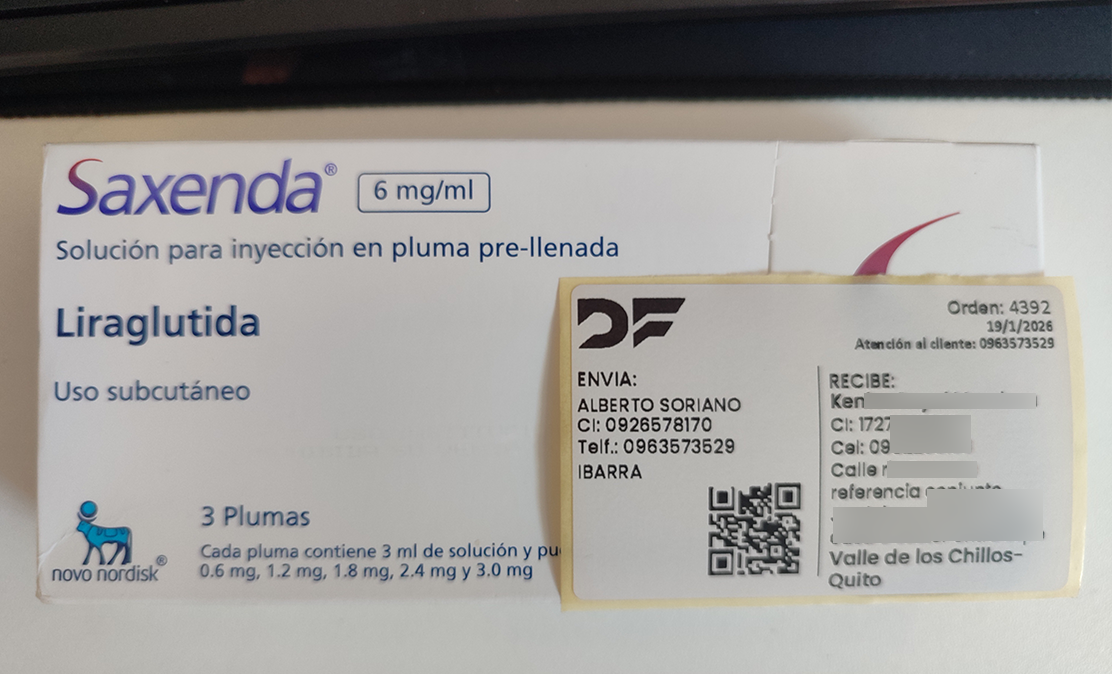 Saxenda® 6 mg/ml
Solución para inyección en pluma pre-llenada
Liraglutida
Uso subcutáneo
3 Plumas
Cada pluma contiene 3 ml de solución y pu
0.6 mg, 1.2 mg, 1.8 mg, 2.4 mg y 3.0 mg
novo nordisk®
DF
Orden: 4392
19/1/2026
Atención al cliente: 0963573529
ENVIA:
ALBERTO SORIANO
CI: 0926578170
Telf.: 0963573529
IBARRA
RECIBE:
Ken
CI: 1727
Cel: 09
Calle r
referencia
Valle de los Chillos-
Quito